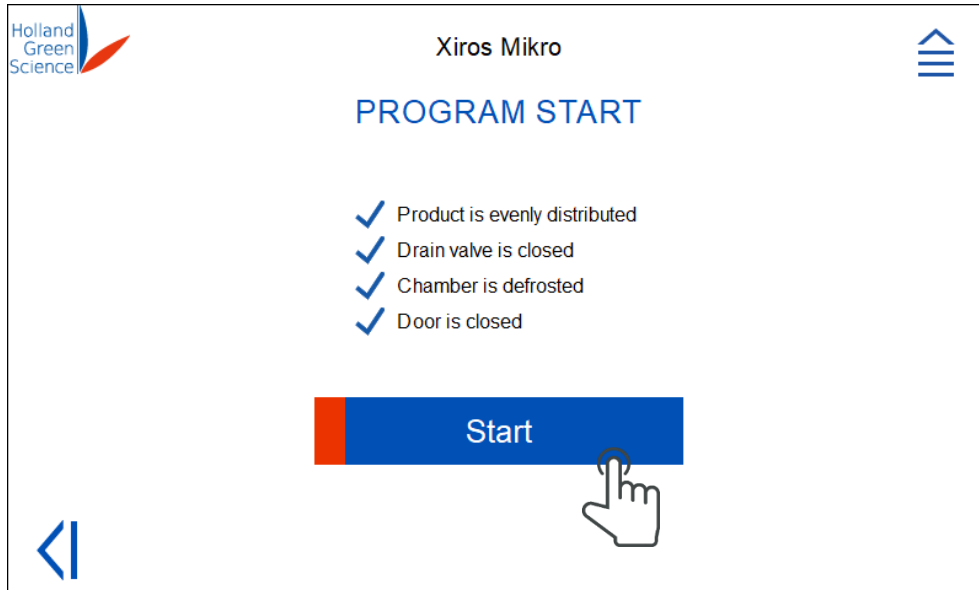 Holland
Green
Science
Xiros Mikro
PROGRAM START
Product is evenly distributed
Drain valve is closed
Chamber is defrosted
Door is closed
Start